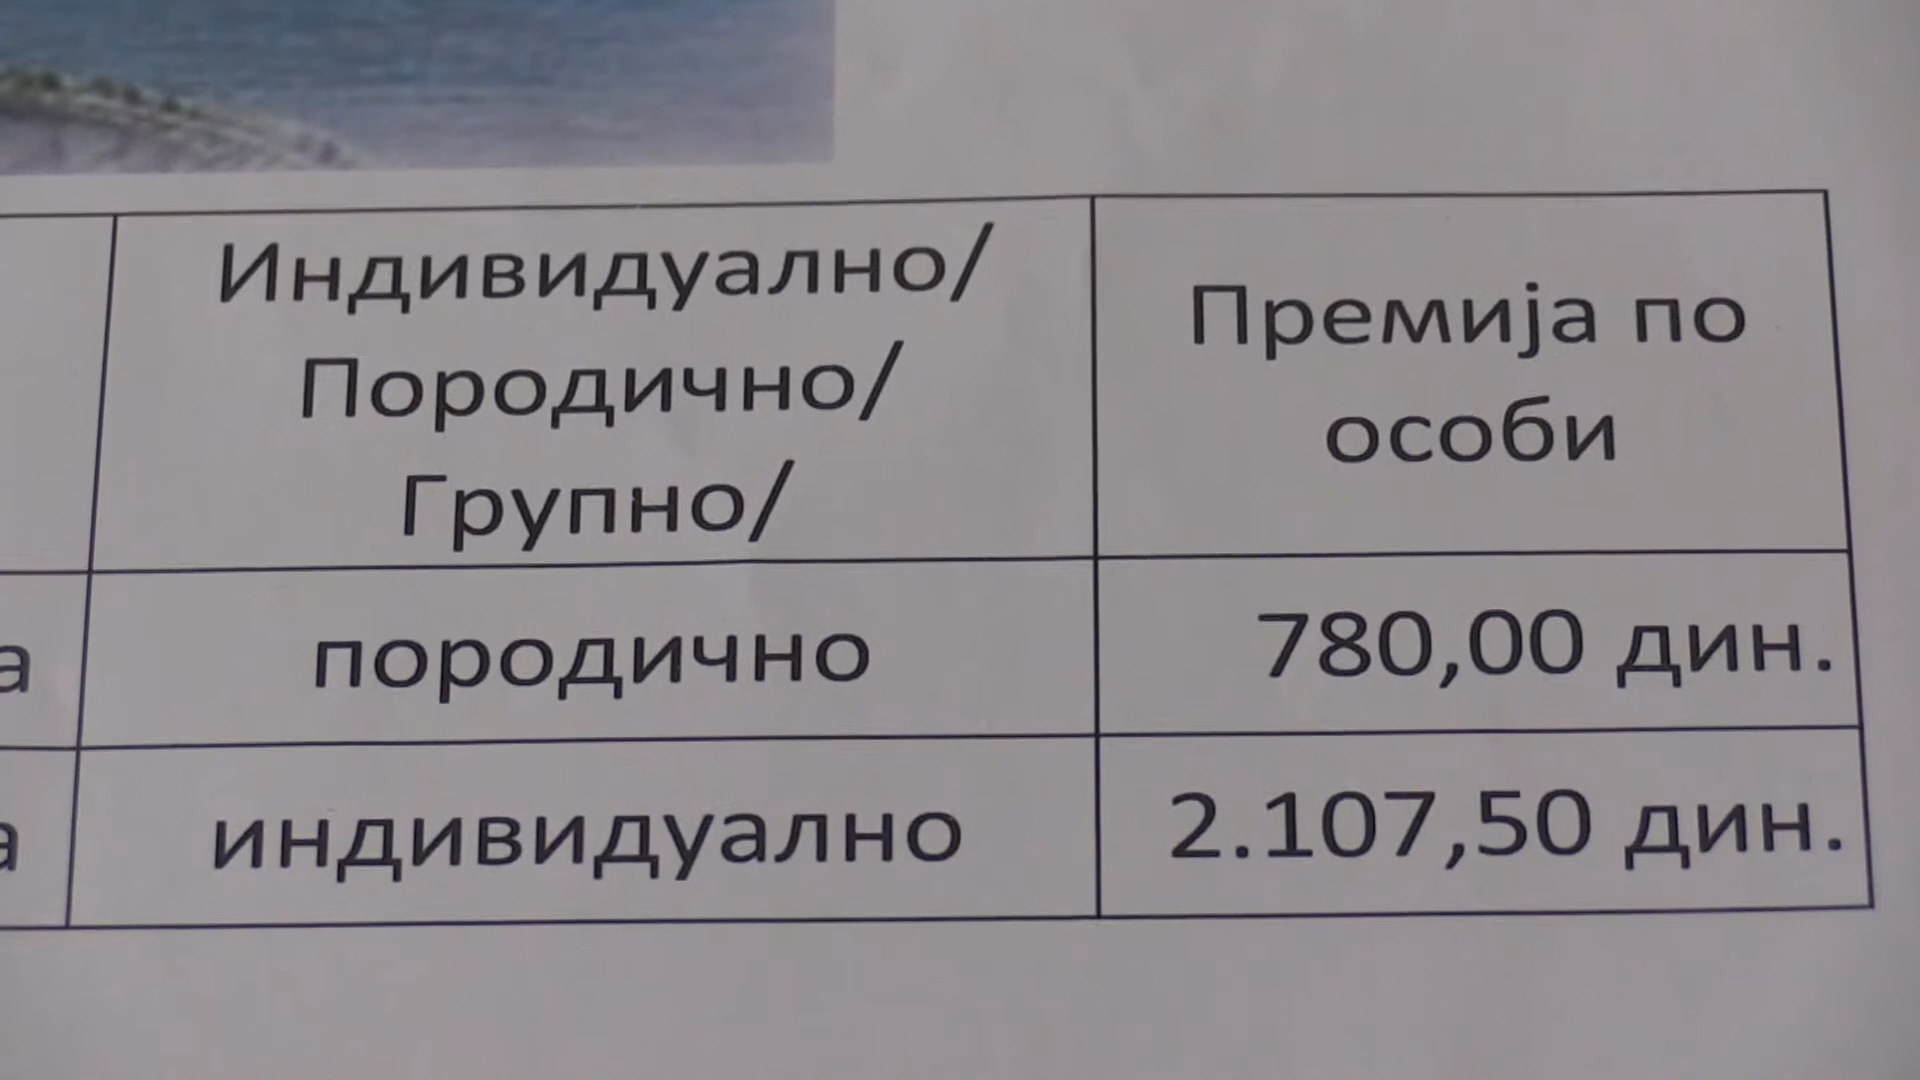 Индивидуално/
Породично/
Групно/
Премија по
особи
а породично 780,00 дин.
а индивидуално 2.107,50 дин.